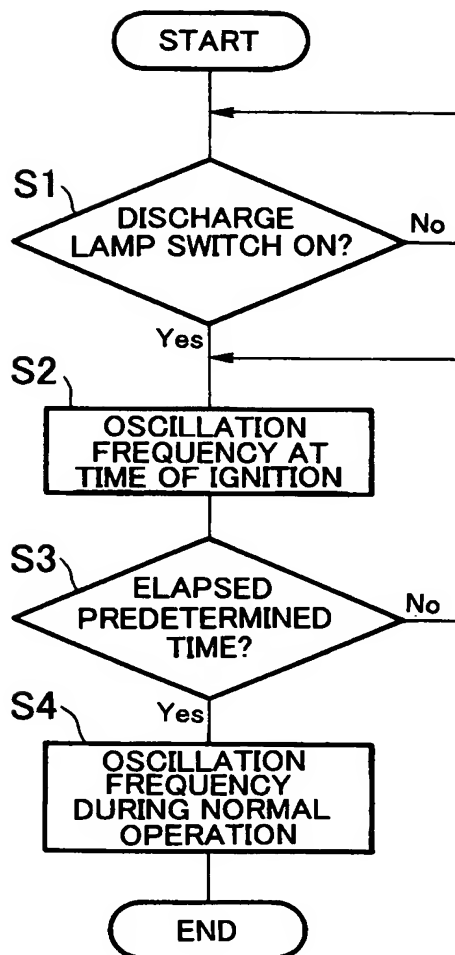 START
S1
DISCHARGE
LAMP SWITCH ON?
No
Yes
S2
OSCILLATION
FREQUENCY AT
TIME OF IGNITION
S3
ELAPSED
PREDETERMINED
TIME?
No
Yes
S4
OSCILLATION
FREQUENCY
DURING NORMAL
OPERATION
END